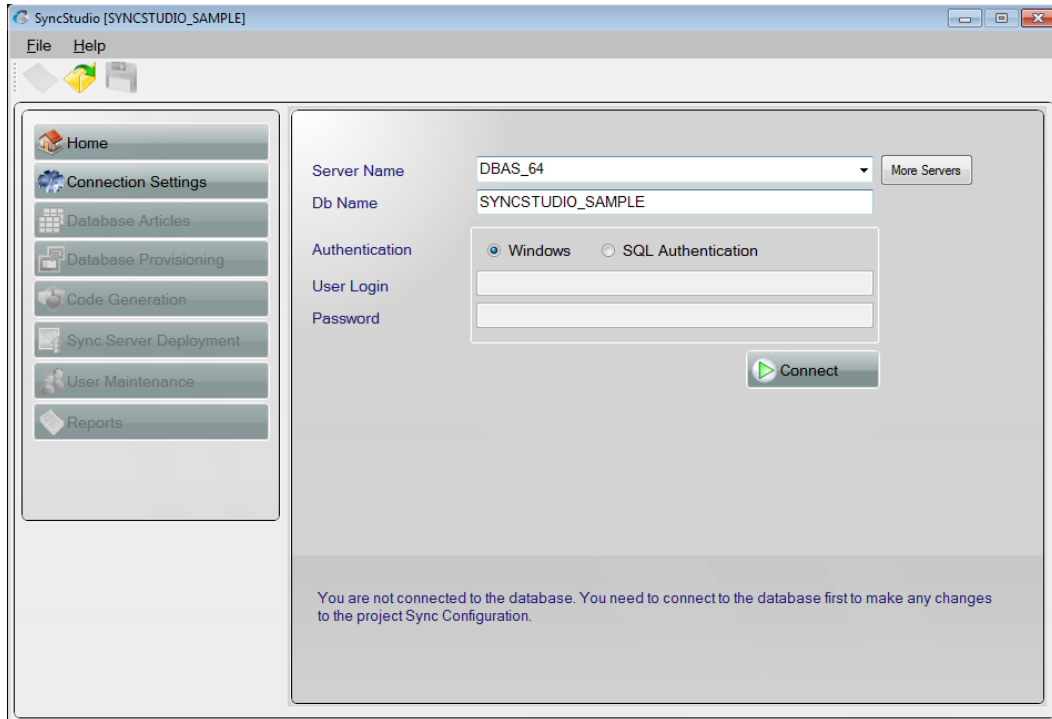 SyncStudio [SYNCSTUDIO_SAMPLE]
File Help
Home
Connection Settings
Database Articles
Database Provisioning
Code Generation
Sync Server Deployment
User Maintenance
Reports
Server Name DBAS_64 More Servers
Db Name SYNCSTUDIO_SAMPLE
Authentication Windows SQL Authentication
User Login
Password
Connect
You are not connected to the database. You need to connect to the database first to make any changes
to the project Sync Configuration.